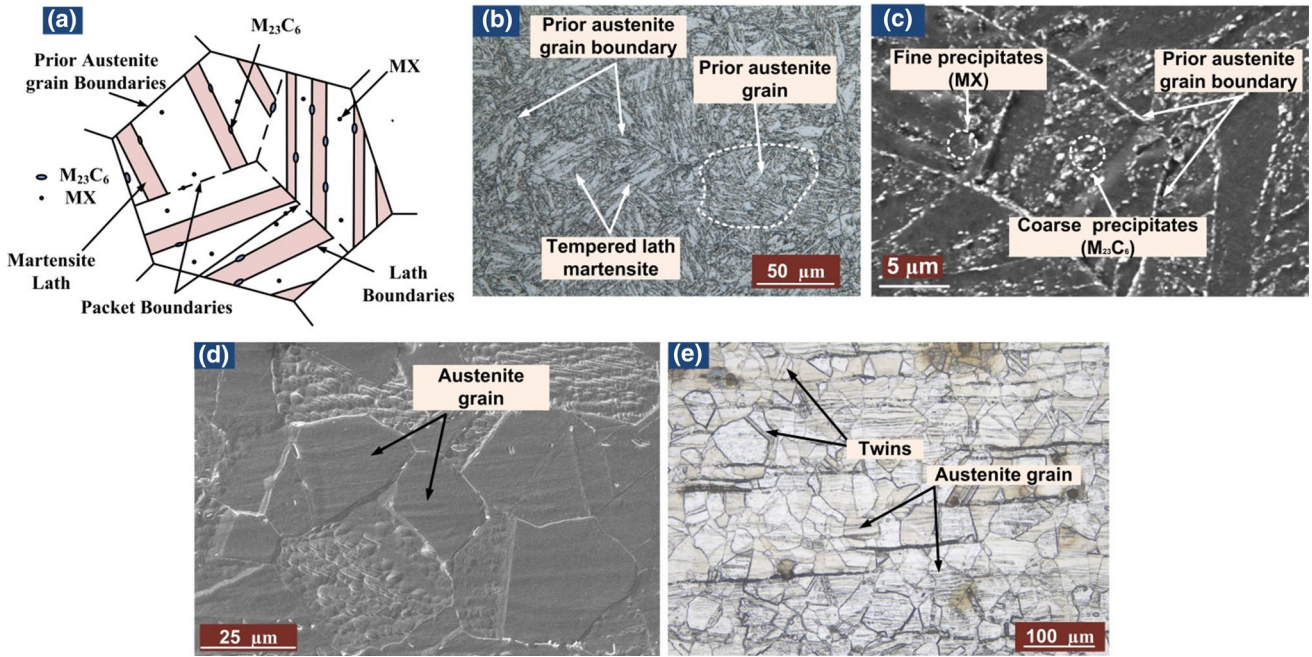 (a)
M₂₃C₆
Prior Austenite
grain Boundaries
MX
M₂₃C₆
MX
Martensite
Lath
Packet Boundaries
Lath
Boundaries
(b)
Prior austenite
grain boundary
Prior austenite
grain
Tempered lath
martensite
50 µm
(c)
Fine precipitates
(MX)
Prior austenite
grain boundary
Coarse precipitates
(M₂₃C₆)
5 µm
(d)
Austenite
grain
25 µm
(e)
Twins
Austenite grain
100 µm